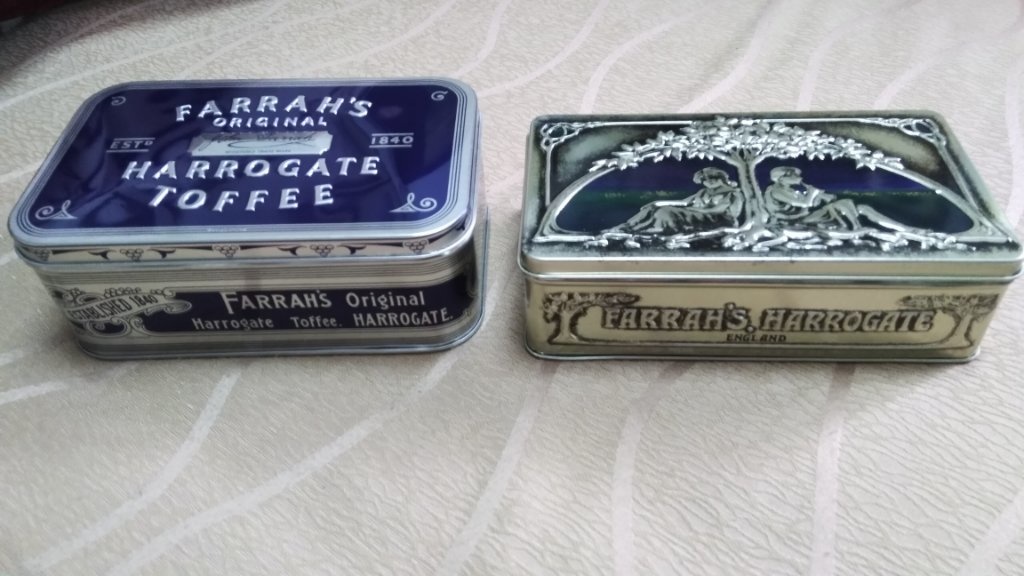 FARRAH'S
ORIGINAL
ESTD 1840
HARROGATE
TOFFEE
ESTABLISHED 1840
FARRAH'S Original
Harrogate Toffee. HARROGATE.
FARRAH'S, HARROGATE
ENGLAND